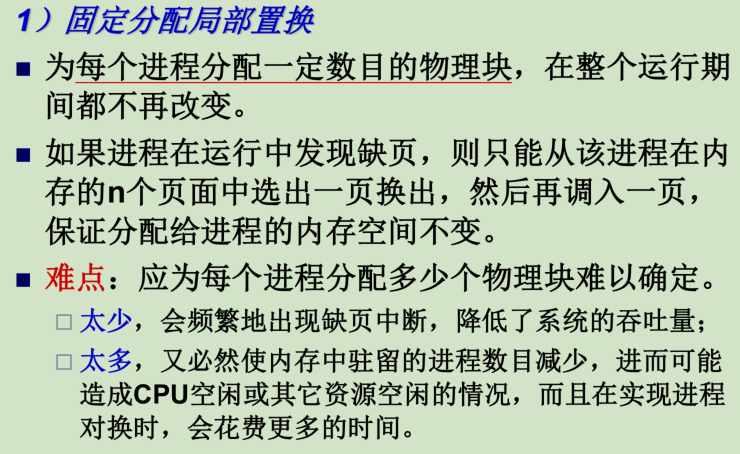 1）固定分配局部置换
■ 为每个进程分配一定数目的物理块，在整个运行期
间都不再改变。
■ 如果进程在运行中发现缺页，则只能从该进程在内
存的n个页面中选出一页换出，然后再调入一页，
保证分配给进程的内存空间不变。
■ 难点：应为每个进程分配多少个物理块难以确定。
□ 太少，会频繁地出现缺页中断，降低了系统的吞吐量；
□ 太多，又必然使内存中驻留的进程数目减少，进而可能
造成CPU空闲或其它资源空闲的情况，而且在实现进程
对换时，会花费更多的时间。